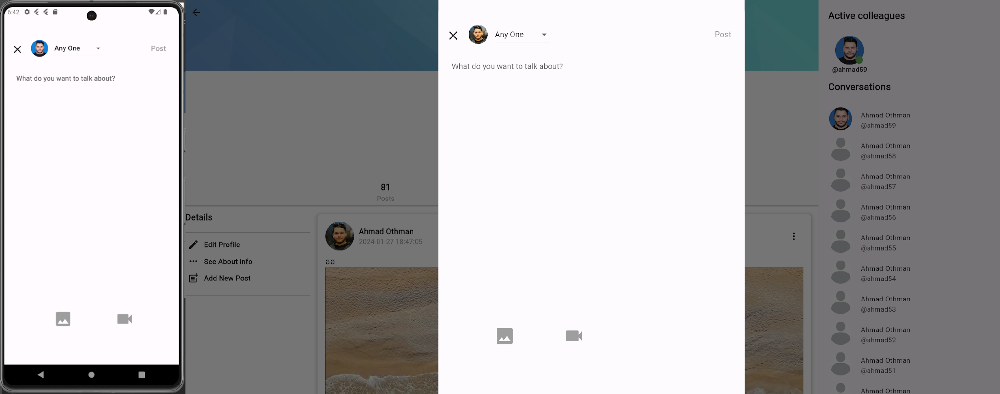 6:42
Any One
Post
What do you want to talk about?
81
Posts
Details
Edit Profile
See About info
Add New Post
Ahmad Othman
2024-01-27 18:47:05
aa
Any One
Post
What do you want to talk about?
Active colleagues
@ahmad59
Conversations
Ahmad Othman
@ahmad59
Ahmad Othman
@ahmad58
Ahmad Othman
@ahmad57
Ahmad Othman
@ahmad56
Ahmad Othman
@ahmad55
Ahmad Othman
@ahmad54
Ahmad Othman
@ahmad53
Ahmad Othman
@ahmad52
Ahmad Othman
@ahmad51
Ahmad Othman